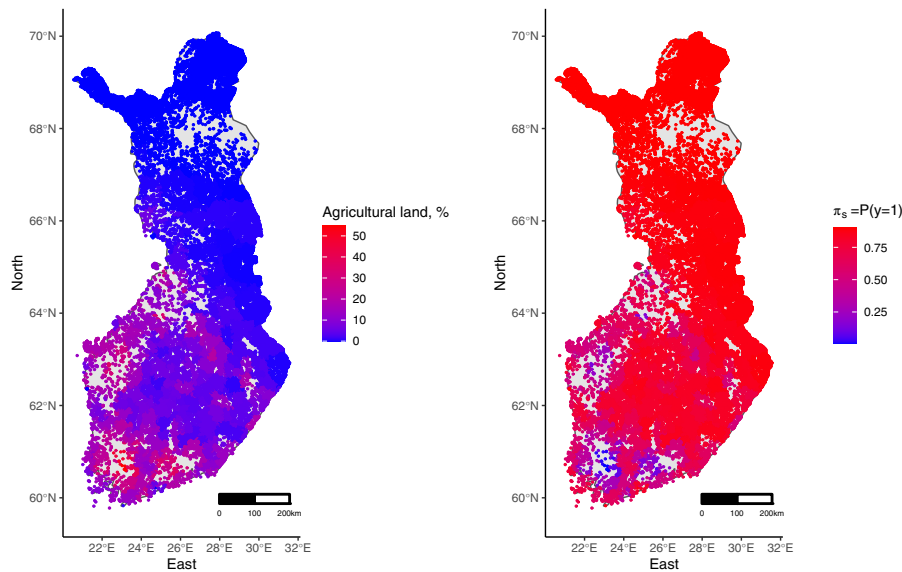 70°N
68°N
66°N
64°N
62°N
60°N
North
22°E 24°E 26°E 28°E 30°E 32°E
East
0 100 200km
Agricultural land, %
50
40
30
20
10
0
70°N
68°N
66°N
64°N
62°N
60°N
North
22°E 24°E 26°E 28°E 30°E 32°E
East
0 100 200km
π_s =P(y=1)
0.75
0.50
0.25